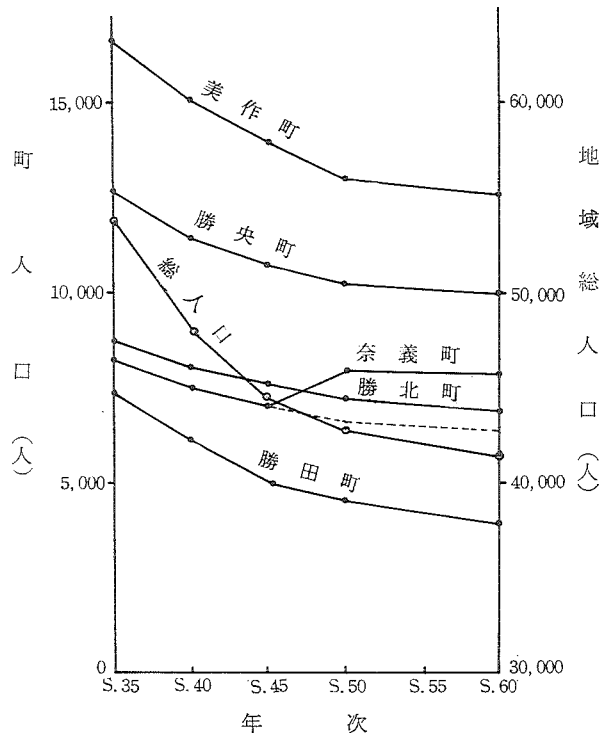 町人口（人）
15,000
10,000
5,000
0
地域総人口（人）
60,000
50,000
40,000
30,000
美作町
勝央町
総人口
奈義町
勝北町
勝田町
S.35 S.40 S.45 S.50 S.55 S.60
年次